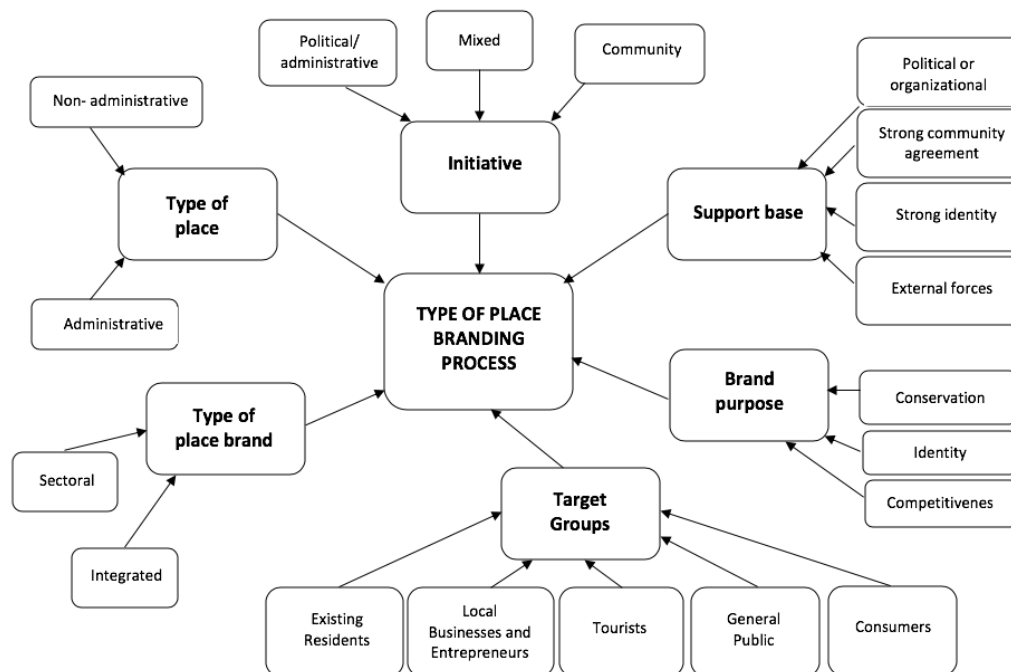 Political/
administrative
Mixed
Community
Political or
organizational
Non- administrative
Strong community
agreement
Initiative
Type of
place
Support base
Strong identity
External forces
Administrative
TYPE OF PLACE
BRANDING
PROCESS
Brand
purpose
Conservation
Type of
place brand
Identity
Sectoral
Competitivenes
Target
Groups
Integrated
Existing
Residents
Local
Businesses and
Entrepreneurs
Tourists
General
Public
Consumers